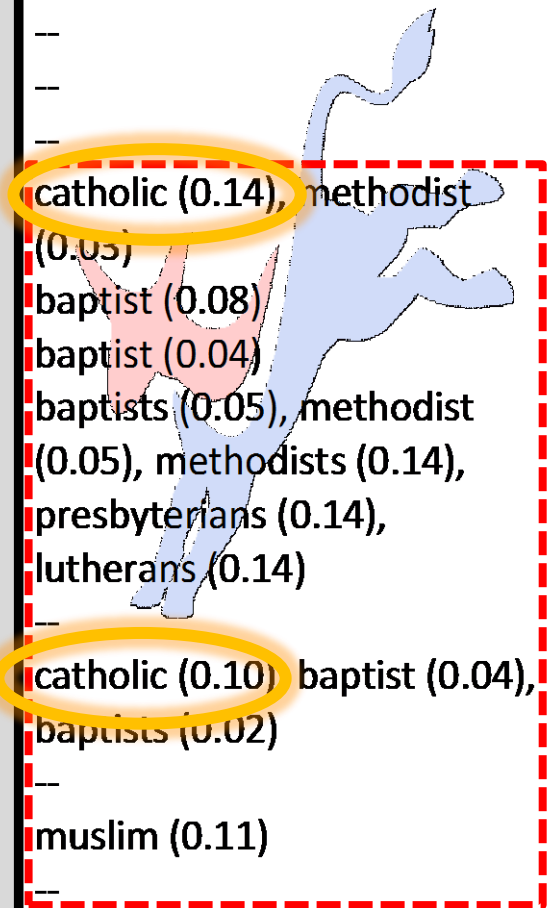 --
--
--
catholic (0.14), methodist
(0.03)
baptist (0.08)
baptist (0.04)
baptists (0.05), methodist
(0.05), methodists (0.14),
presbyterians (0.14),
lutherans (0.14)
--
catholic (0.10) baptist (0.04),
baptists (0.02)
--
muslim (0.11)
--